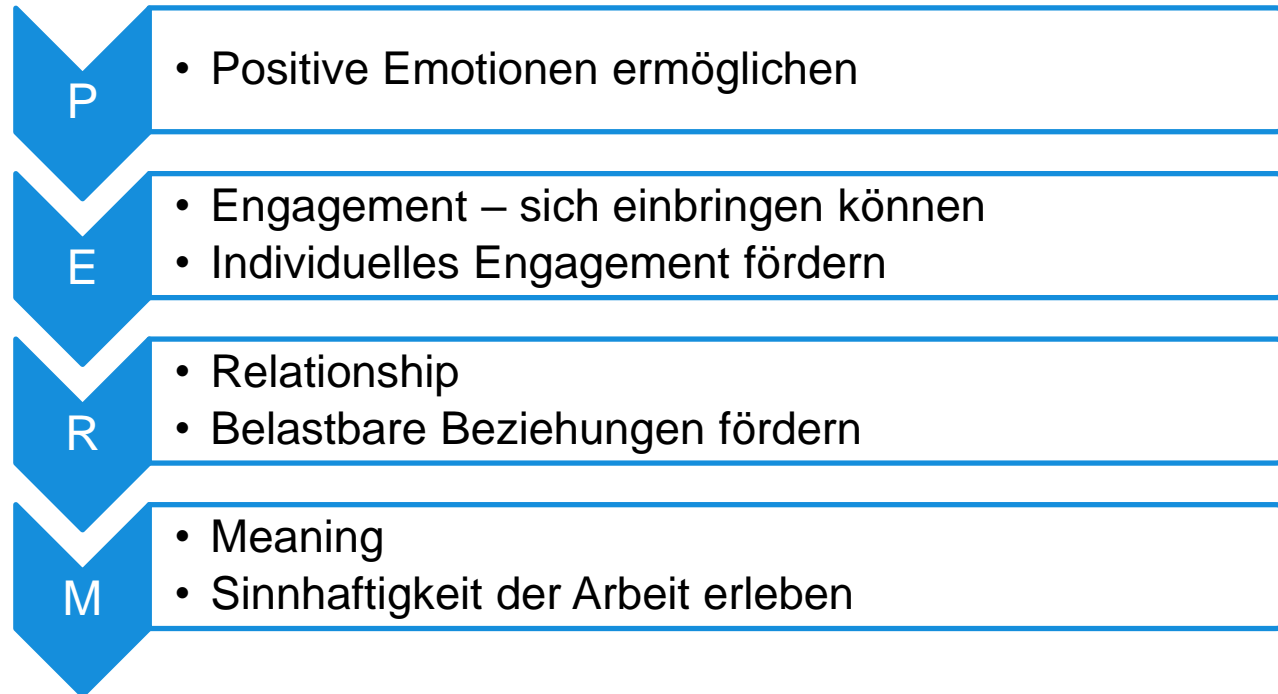 P
• Positive Emotionen ermöglichen
E
• Engagement – sich einbringen können
• Individuelles Engagement fördern
R
• Relationship
• Belastbare Beziehungen fördern
M
• Meaning
• Sinnhaftigkeit der Arbeit erleben